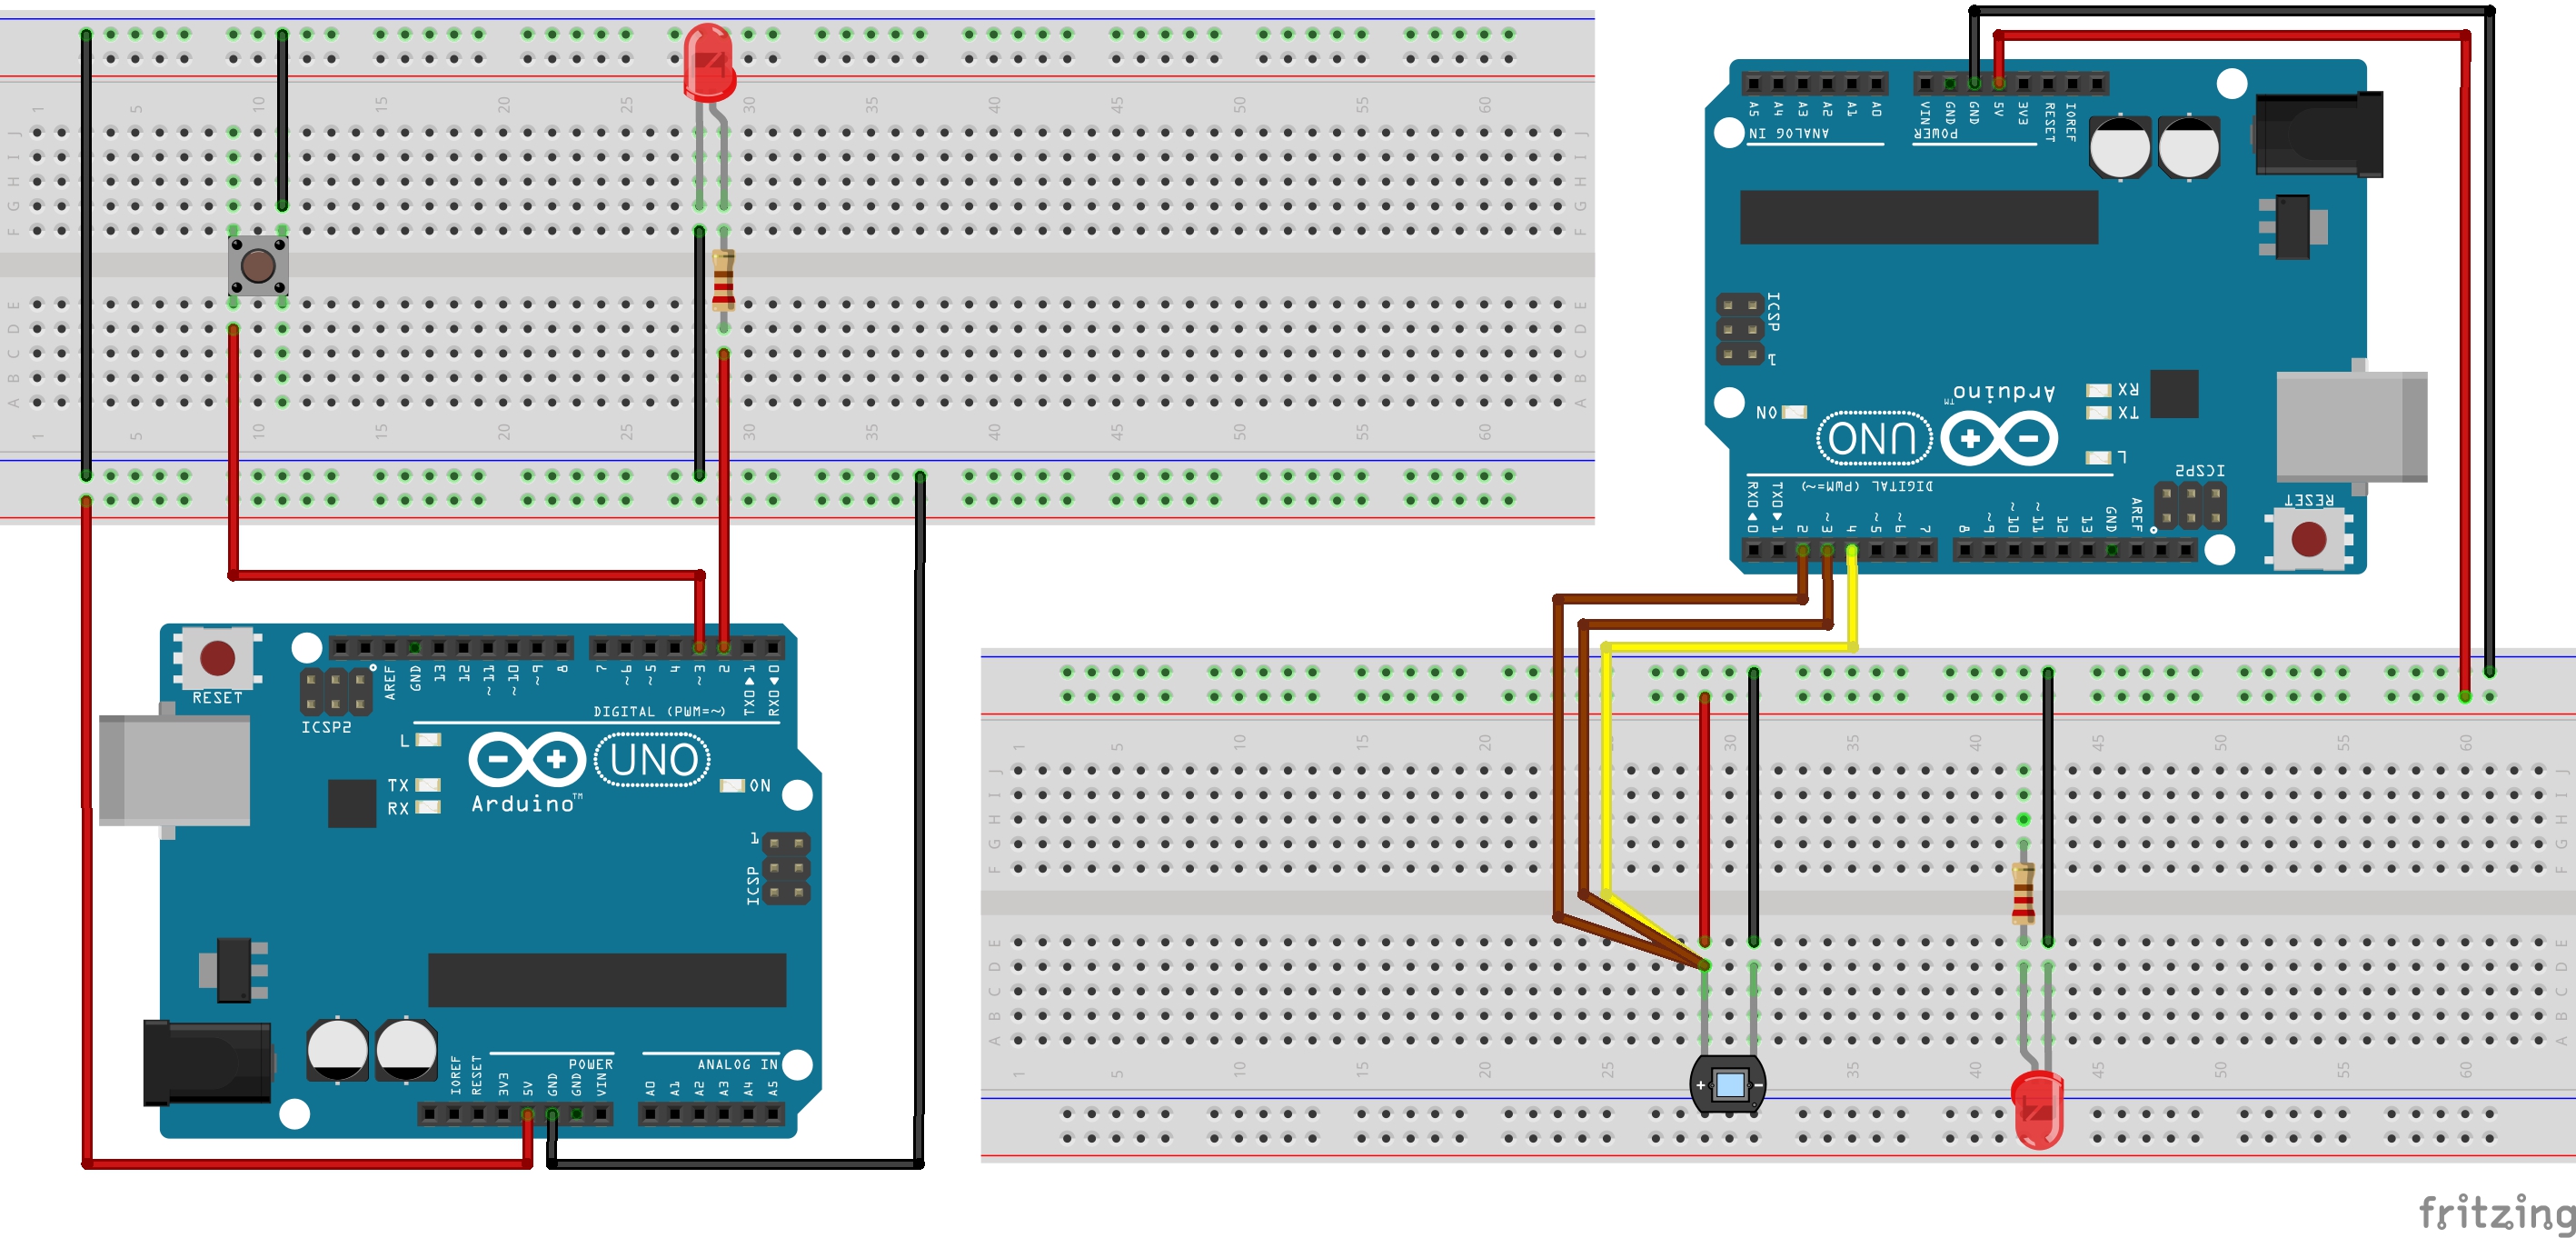 1 5 10 15 20 25 30 35 40 45 50 55 60
J J
I I
H H
G G
F F
E E
D D
C C
B B
A A
1 5 10 15 20 25 30 35 40 45 50 55 60
A5 A4 A3 A2 A1 A0 VIN GND GND 5V 3V3 RESET IOREF
ANALOG IN POWER
ICSP
1
RX
TX
Arduino™
ON
UNO
L
ICSP2
DIGITAL (PWM=~)
RX0◄0 TX0►1 2 ~3 4 ~5 ~6 7 8 ~9 ~10 ~11 12 13 GND AREF
RESET
RESET
AREF GND 13 12 ~11 ~10 ~9 8 7 ~6 ~5 4 ~3 2 TX0►1 RX0◄0
ICSP2
DIGITAL (PWM=~)
L
UNO
TX
RX
ON
Arduino™
1
ICSP
IOREF RESET 3V3 5V GND GND VIN A0 A1 A2 A3 A4 A5
POWER ANALOG IN
1 5 10 15 20 30 35 40 45 50 55 60
J J
I I
H H
G G
F F
E E
D D
C C
B B
A A
1 5 10 15 20 25 35 40 45 50 55 60
+ −
fritzing